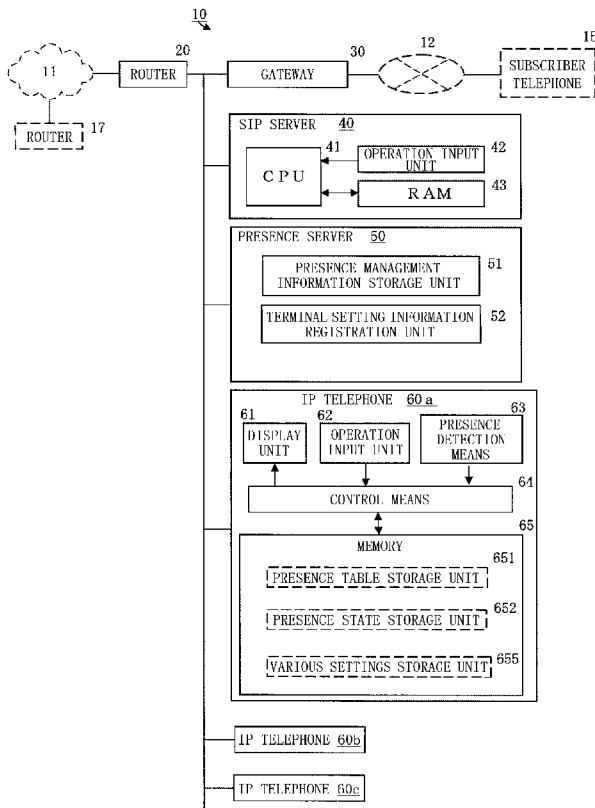 10
20
30
12
15
11
ROUTER
GATEWAY
SUBSCRIBER
TELEPHONE
ROUTER
17
SIP SERVER 40
41
42
CPU
OPERATION INPUT
UNIT
43
RAM
PRESENCE SERVER 50
51
PRESENCE MANAGEMENT
INFORMATION STORAGE UNIT
52
TERMINAL SETTING INFORMATION
REGISTRATION UNIT
IP TELEPHONE 60a
61
62
63
DISPLAY
UNIT
OPERATION
INPUT UNIT
PRESENCE
DETECTION
MEANS
64
CONTROL MEANS
65
MEMORY
651
PRESENCE TABLE STORAGE UNIT
652
PRESENCE STATE STORAGE UNIT
655
VARIOUS SETTINGS STORAGE UNIT
IP TELEPHONE 60b
IP TELEPHONE 60c